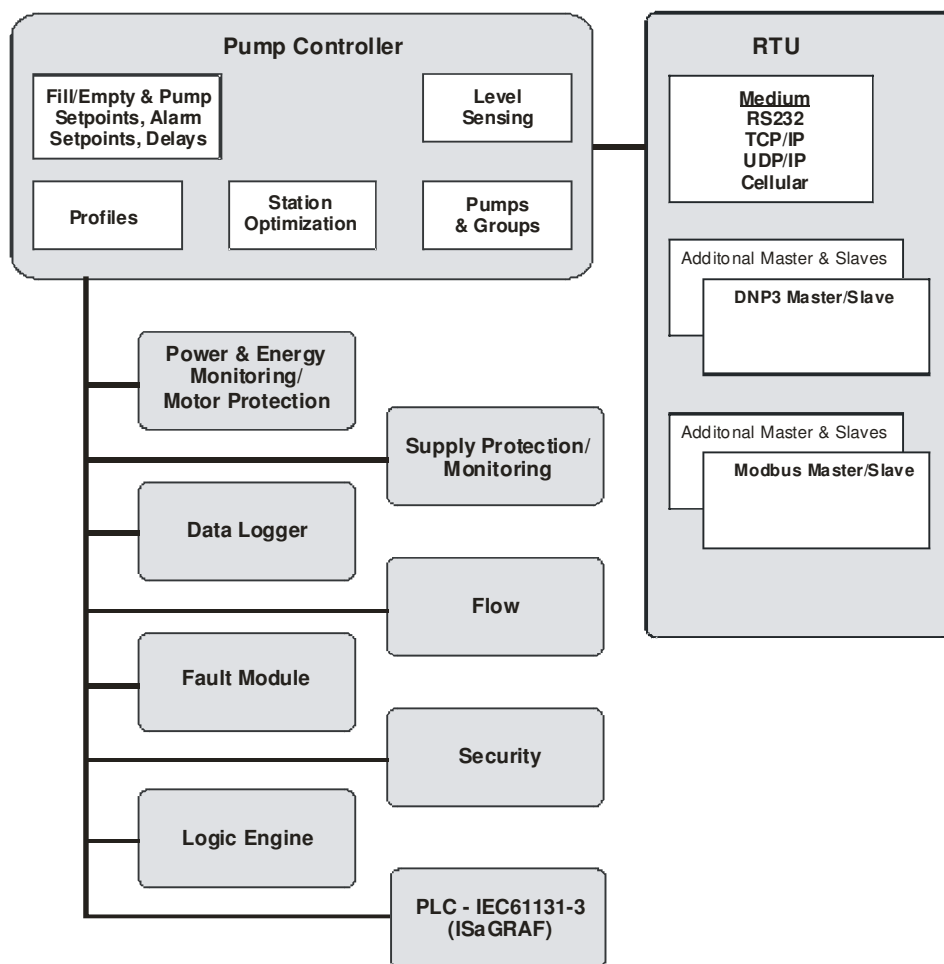 Pump Controller
Fill/Empty & Pump
Setpoints, Alarm
Setpoints, Delays
Level
Sensing
Profiles
Station
Optimization
Pumps
& Groups
RTU
Medium
RS232
TCP/IP
UDP/IP
Cellular
Additonal Master & Slaves
DNP3 Master/Slave
Additonal Master & Slaves
Modbus Master/Slave
Power & Energy
Monitoring/
Motor Protection
Supply Protection/
Monitoring
Data Logger
Flow
Fault Module
Security
Logic Engine
PLC - IEC61131-3
(ISaGRAF)